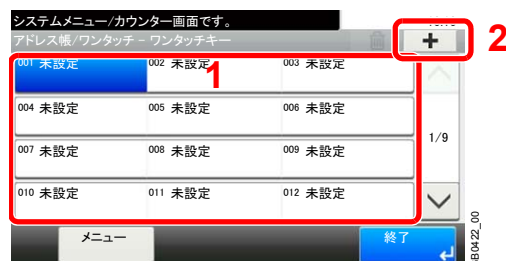 システムメニュー/カウンター画面です。
アドレス帳/ワンタッチ - ワンタッチキー
+ 2
001 未設定 002 未設定 003 未設定
1
004 未設定 005 未設定 006 未設定
007 未設定 008 未設定 009 未設定
1/9
010 未設定 011 未設定 012 未設定
メニュー 終了
B0422_00